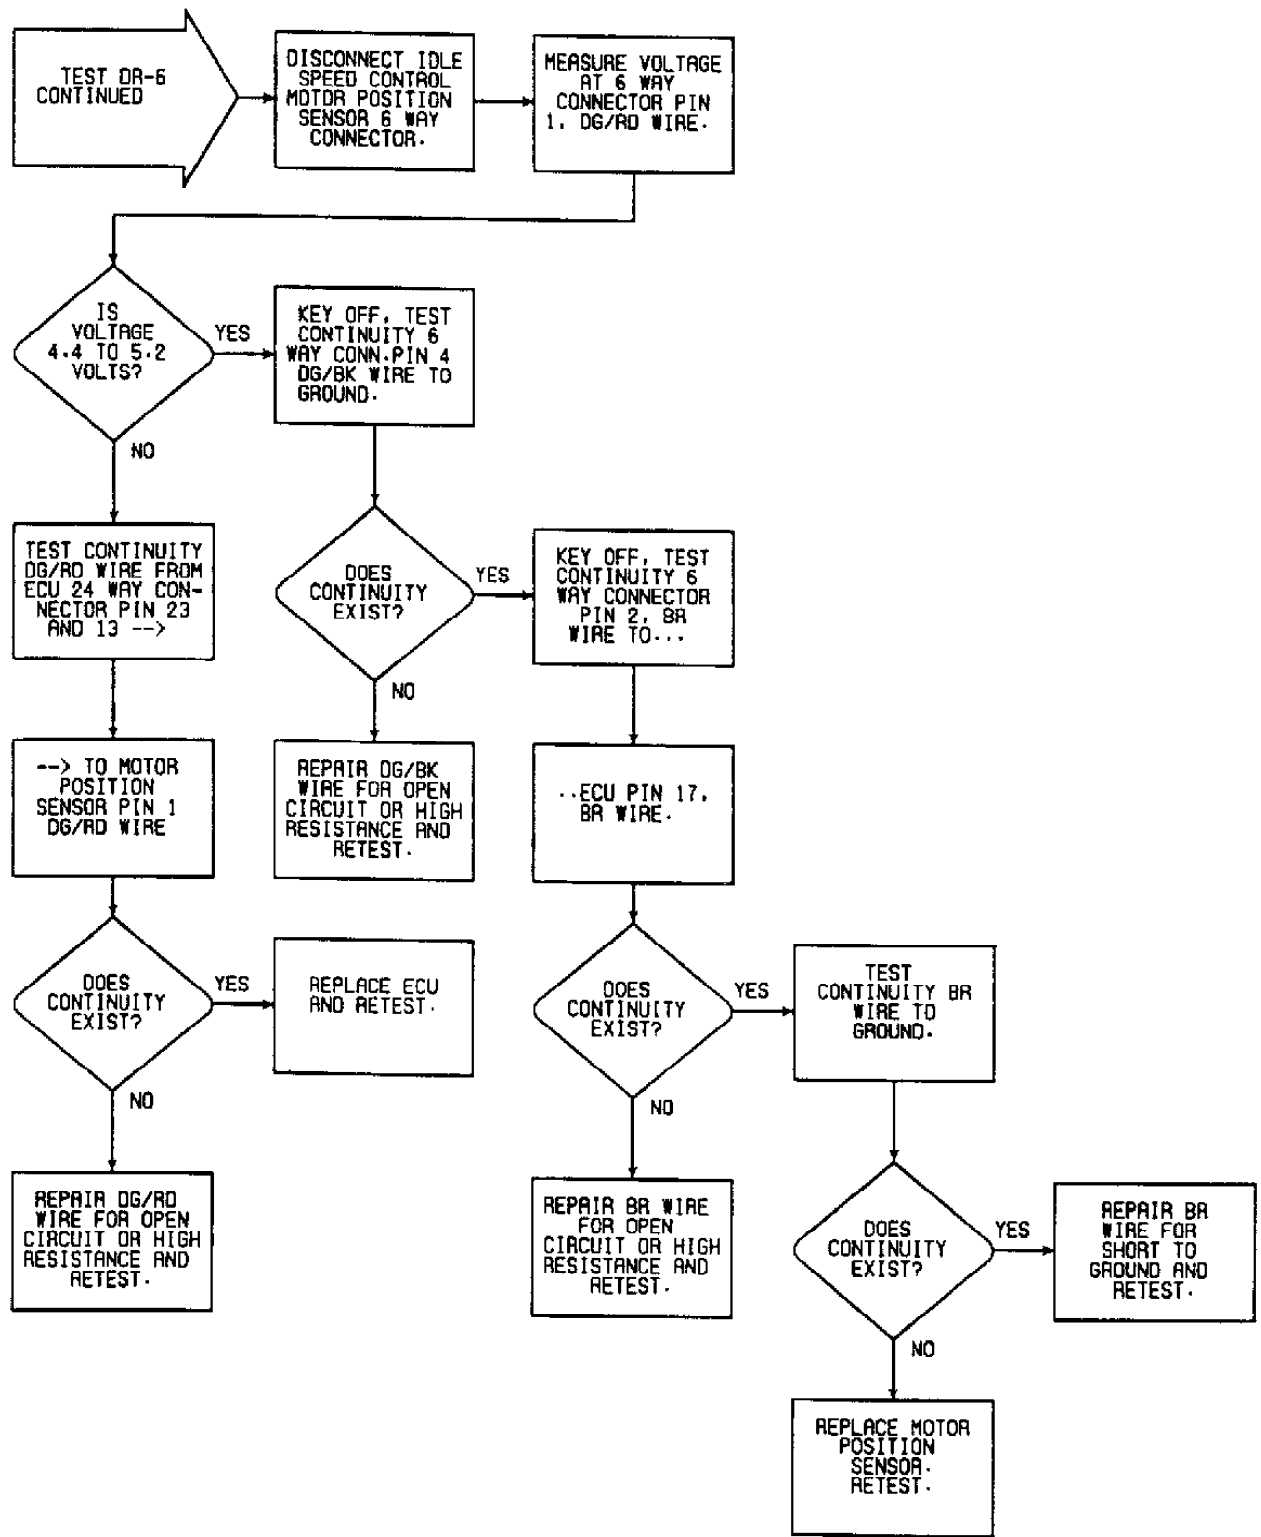 TEST DR-6
CONTINUED
DISCONNECT IDLE
SPEED CONTROL
MOTOR POSITION
SENSOR 6 WAY
CONNECTOR.
MEASURE VOLTAGE
AT 6 WAY
CONNECTOR PIN
1, DG/RD WIRE.
IS
VOLTAGE
4.4 TO 5.2
VOLTS?
YES
NO
KEY OFF, TEST
CONTINUITY 6
WAY CONN.PIN 4
DG/BK WIRE TO
GROUND.
TEST CONTINUITY
DG/RD WIRE FROM
ECU 24 WAY CON-
NECTOR PIN 23
AND 13 -->
DOES
CONTINUITY
EXIST?
YES
NO
KEY OFF, TEST
CONTINUITY 6
WAY CONNECTOR
PIN 2, BR
WIRE TO...
--> TO MOTOR
POSITION
SENSOR PIN 1
DG/RD WIRE
REPAIR DG/BK
WIRE FOR OPEN
CIRCUIT OR HIGH
RESISTANCE AND
RETEST.
..ECU PIN 17,
BR WIRE.
DOES
CONTINUITY
EXIST?
YES
NO
REPLACE ECU
AND RETEST.
DOES
CONTINUITY
EXIST?
YES
NO
TEST
CONTINUITY BR
WIRE TO
GROUND.
REPAIR DG/RD
WIRE FOR OPEN
CIRCUIT OR HIGH
RESISTANCE AND
RETEST.
REPAIR BR WIRE
FOR OPEN
CIRCUIT OR HIGH
RESISTANCE AND
RETEST.
DOES
CONTINUITY
EXIST?
YES
NO
REPAIR BR
WIRE FOR
SHORT TO
GROUND AND
RETEST.
REPLACE MOTOR
POSITION
SENSOR.
RETEST.